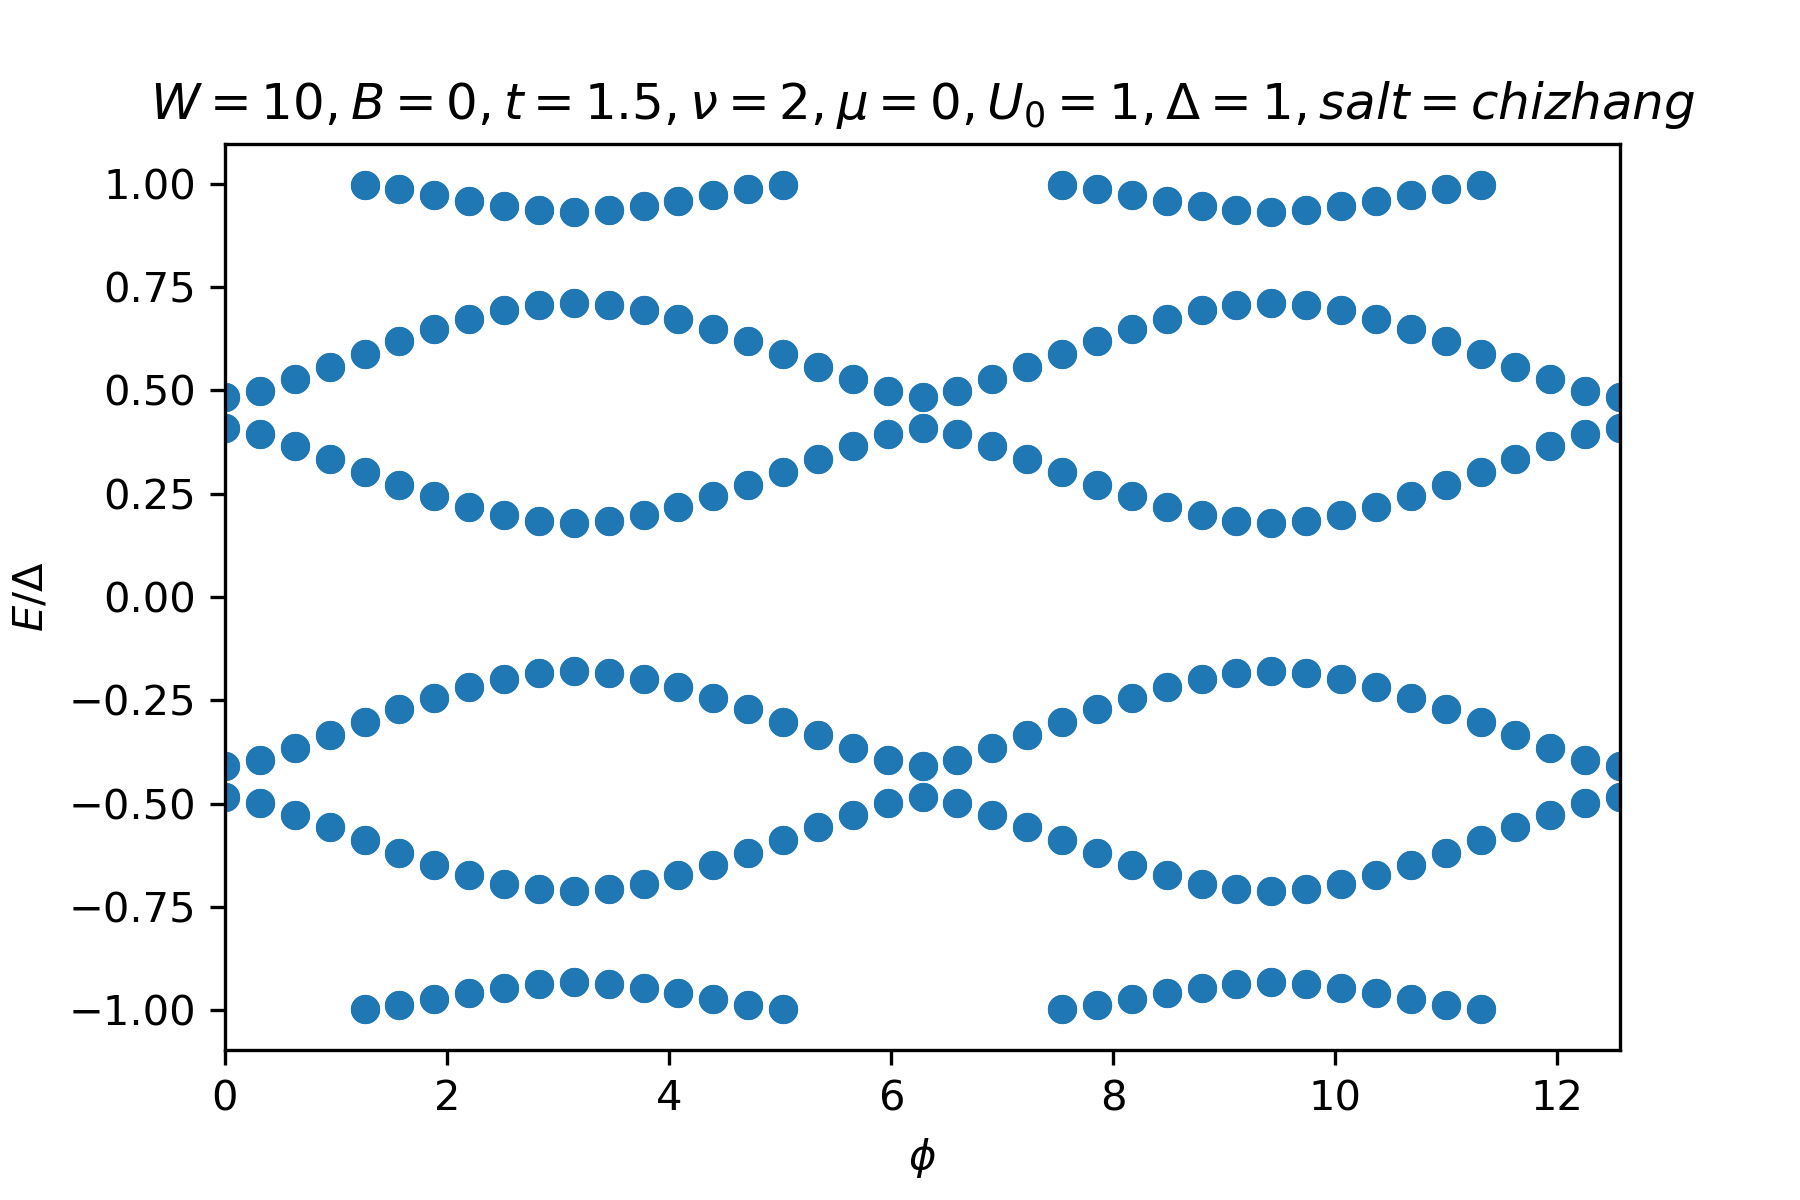 W = 10, B = 0, t = 1.5, ν = 2, μ = 0, U₀ = 1, Δ = 1, salt = chizhang
1.00
0.75
0.50
0.25
0.00
−0.25
−0.50
−0.75
−1.00
E/Δ
0 2 4 6 8 10 12
ϕ